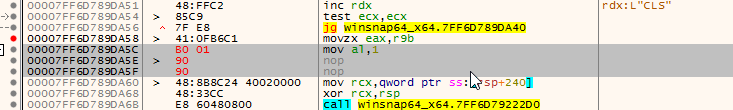 00007FF6D789DA51 48:FFC2 inc rdx rdx:L"CLS"
00007FF6D789DA54 > 85C9 test ecx,ecx
00007FF6D789DA56 ^ 7F E8 jg winsnap64_x64.7FF6D789DA40
00007FF6D789DA58 > 41:0FB6C1 movzx eax,r9b
00007FF6D789DA5C B0 01 mov al,1
00007FF6D789DA5E > 90 nop
00007FF6D789DA5F 90 nop
00007FF6D789DA60 > 48:8B8C24 40020000 mov rcx,qword ptr ss:[rsp+240]
00007FF6D789DA68 48:33CC xor rcx,rsp
00007FF6D789DA6B E8 60480800 call winsnap64_x64.7FF6D79222D0